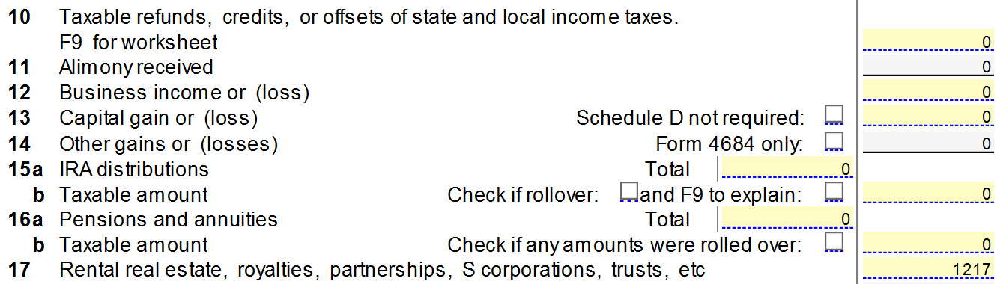 10 Taxable refunds, credits, or offsets of state and local income taxes.
F9 for worksheet 0
11 Alimony received 0
12 Business income or (loss) 0
13 Capital gain or (loss) Schedule D not required: 0
14 Other gains or (losses) Form 4684 only: 0
15a IRA distributions Total 0
b Taxable amount Check if rollover: and F9 to explain: 0
16a Pensions and annuities Total 0
b Taxable amount Check if any amounts were rolled over: 0
17 Rental real estate, royalties, partnerships, S corporations, trusts, etc 1217